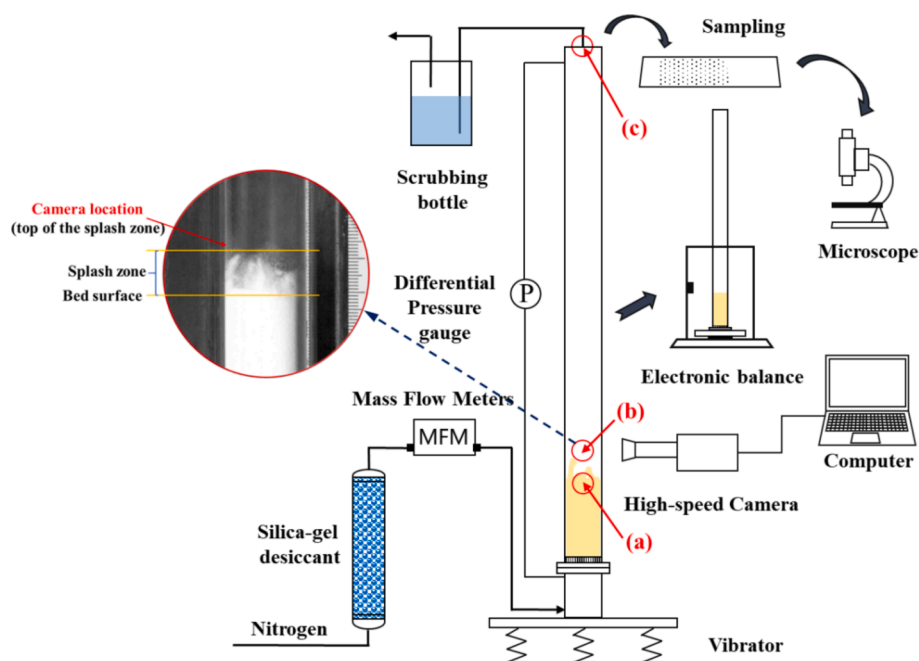 Sampling
(c)
Scrubbing
bottle
Microscope
Camera location
(top of the splash zone)
Splash zone
Bed surface
Differential
Pressure
gauge
P
Electronic balance
Mass Flow Meters
MFM
(b)
Computer
High-speed Camera
(a)
Silica-gel
desiccant
Nitrogen
Vibrator